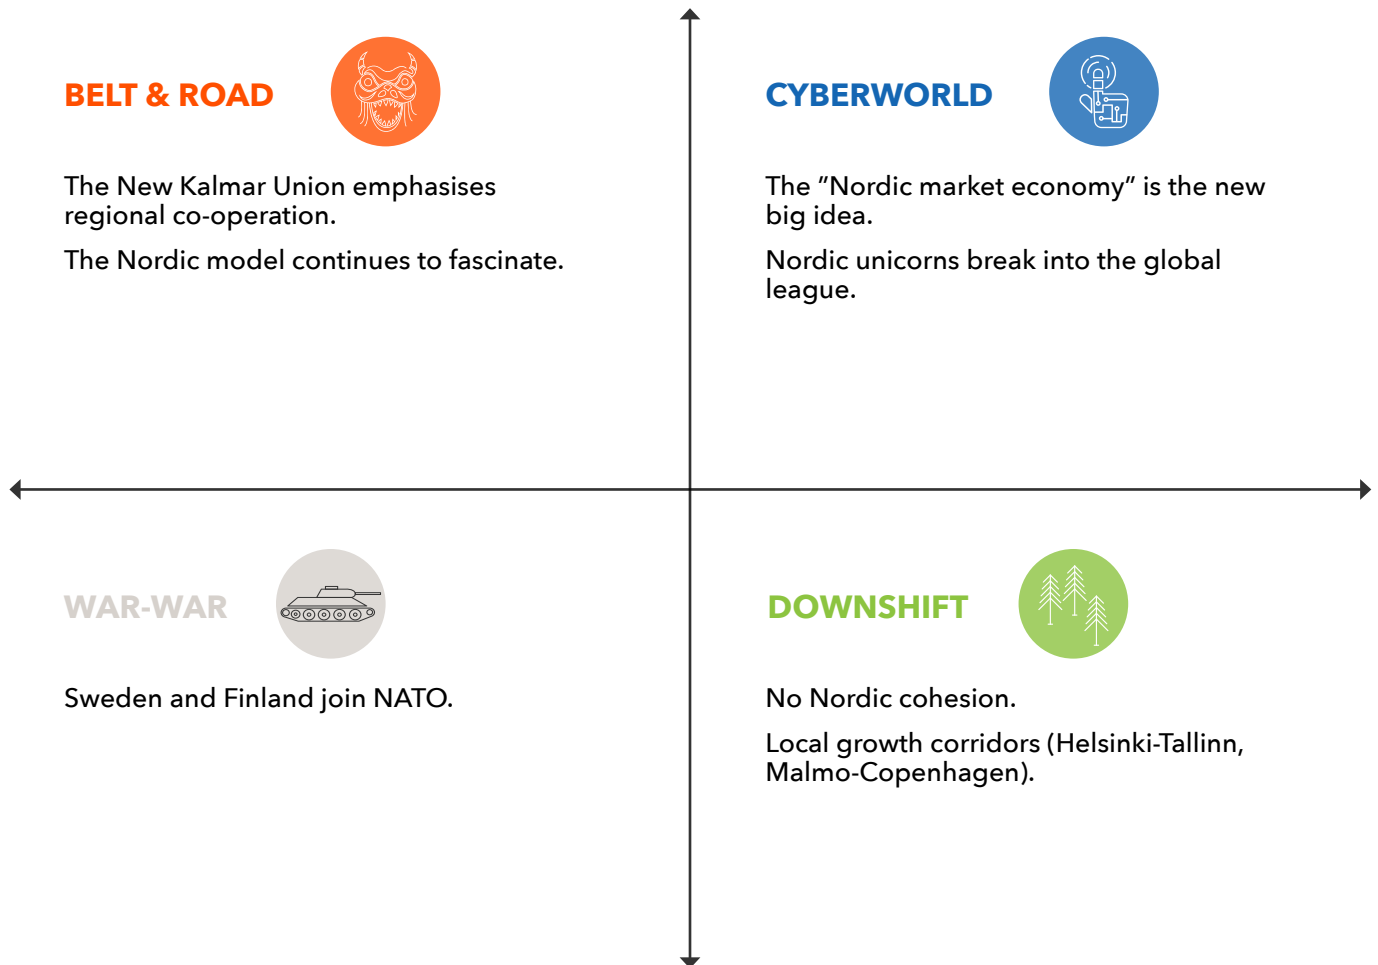 BELT & ROAD
The New Kalmar Union emphasises
regional co-operation.
The Nordic model continues to fascinate.
CYBERWORLD
The ”Nordic market economy” is the new
big idea.
Nordic unicorns break into the global
league.
WAR-WAR
Sweden and Finland join NATO.
DOWNSHIFT
No Nordic cohesion.
Local growth corridors (Helsinki-Tallinn,
Malmo-Copenhagen).